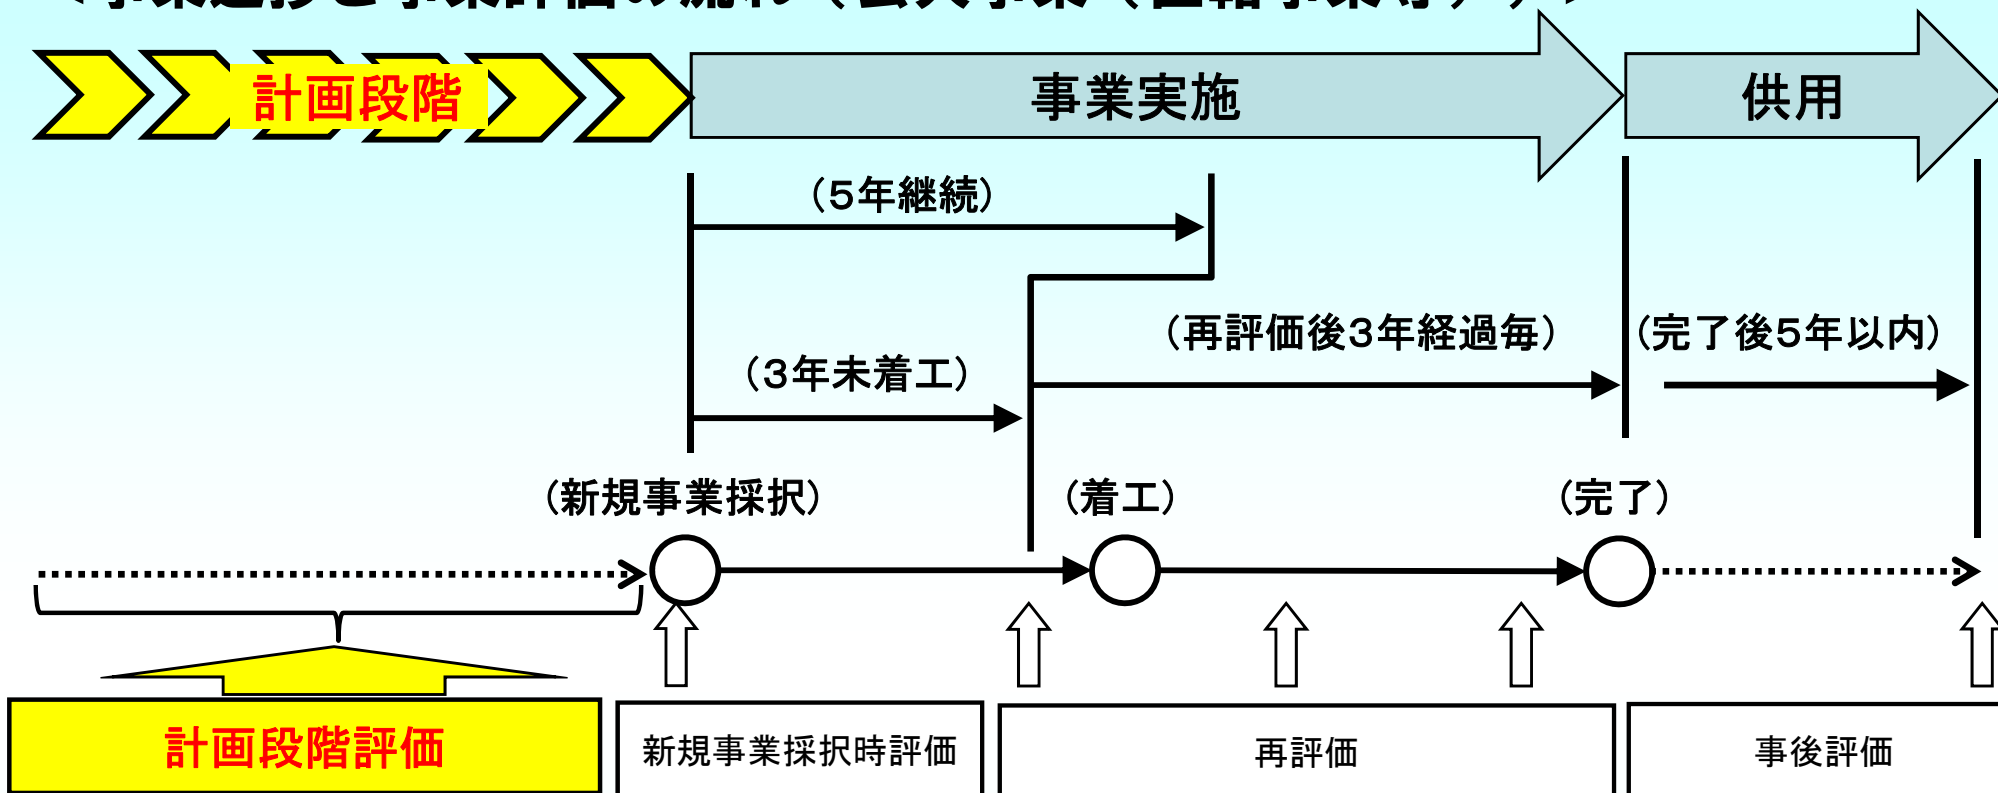 計画段階
事業実施
供用
（５年継続）
（再評価後３年経過毎）
（完了後５年以内）
（３年未着工）
（新規事業採択）
（着工）
（完了）
計画段階評価
新規事業採択時評価
再評価
事後評価